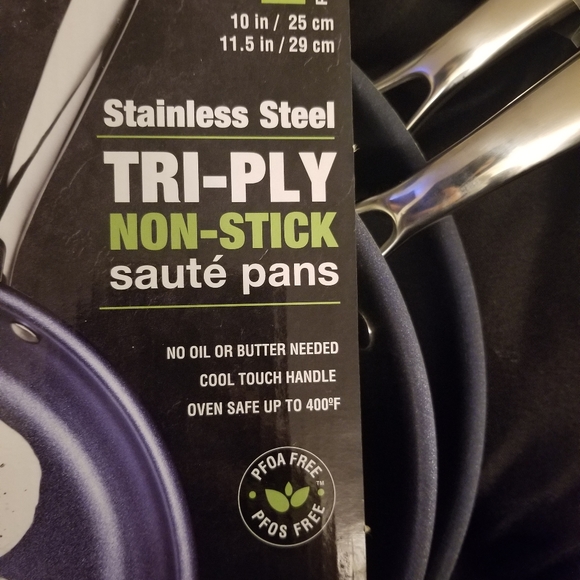 10 in / 25 cm
11.5 in / 29 cm
Stainless Steel
TRI-PLY
NON-STICK
sauté pans
NO OIL OR BUTTER NEEDED
COOL TOUCH HANDLE
OVEN SAFE UP TO 400ºF
PFOA FREE
PFOS FREE
TM